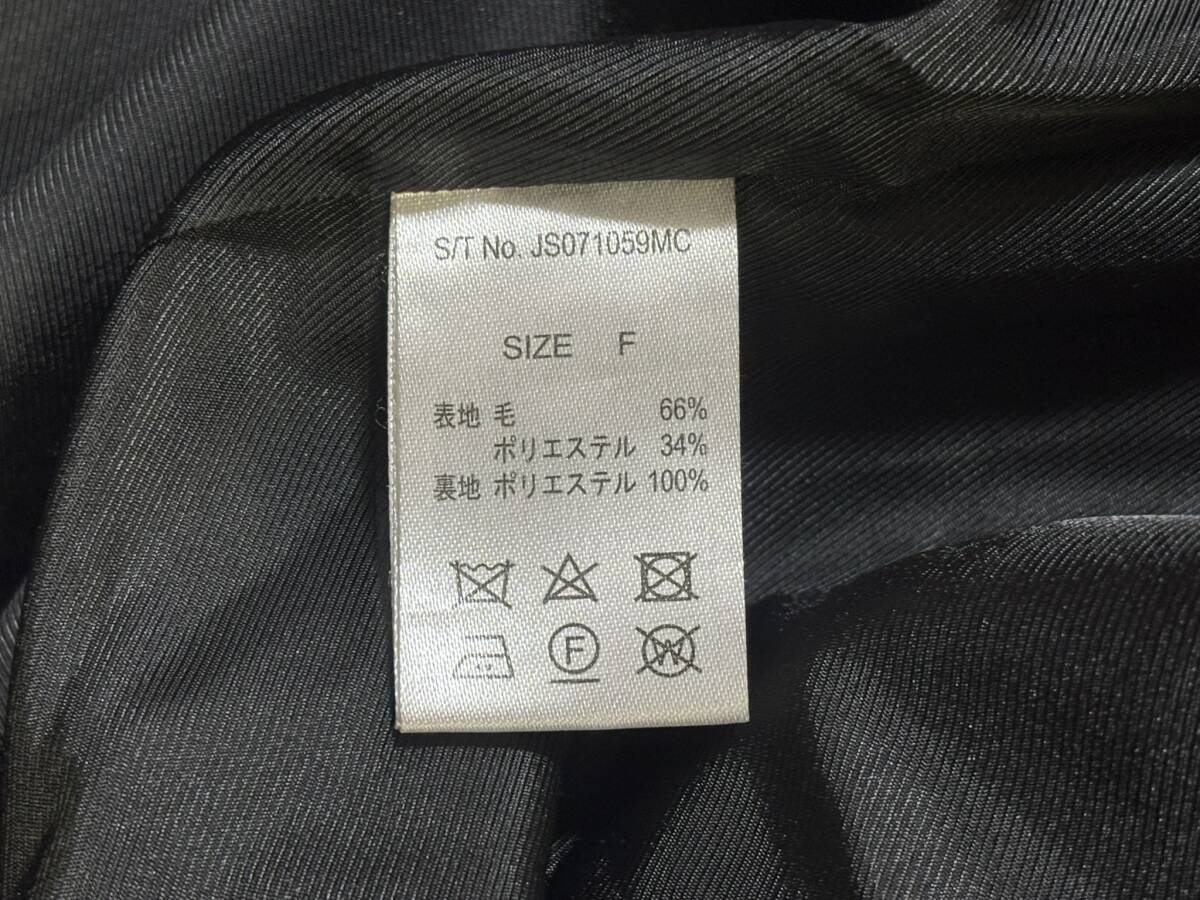 S/T No. JS071059MC
SIZE F
表地 毛 66%
ポリエステル 34%
裏地 ポリエステル 100%
F W